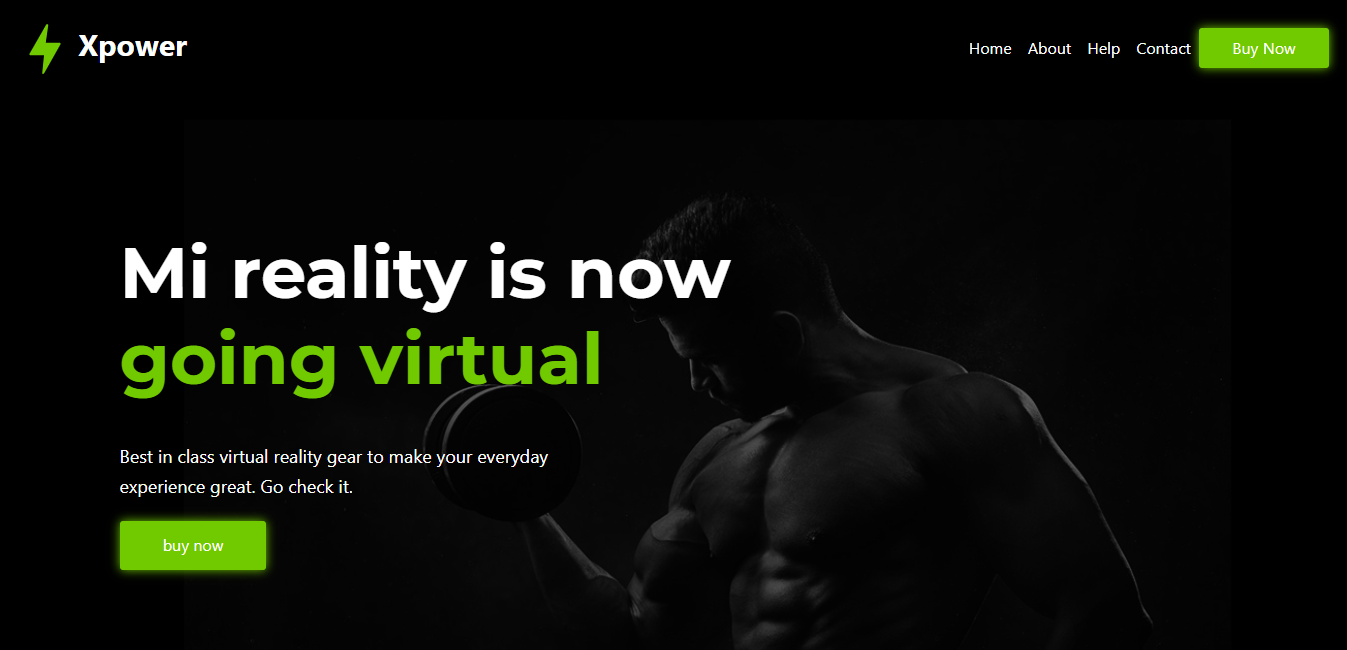 Xpower
Home About Help Contact Buy Now
Mi reality is now
going virtual
Best in class virtual reality gear to make your everyday
experience great. Go check it.
buy now